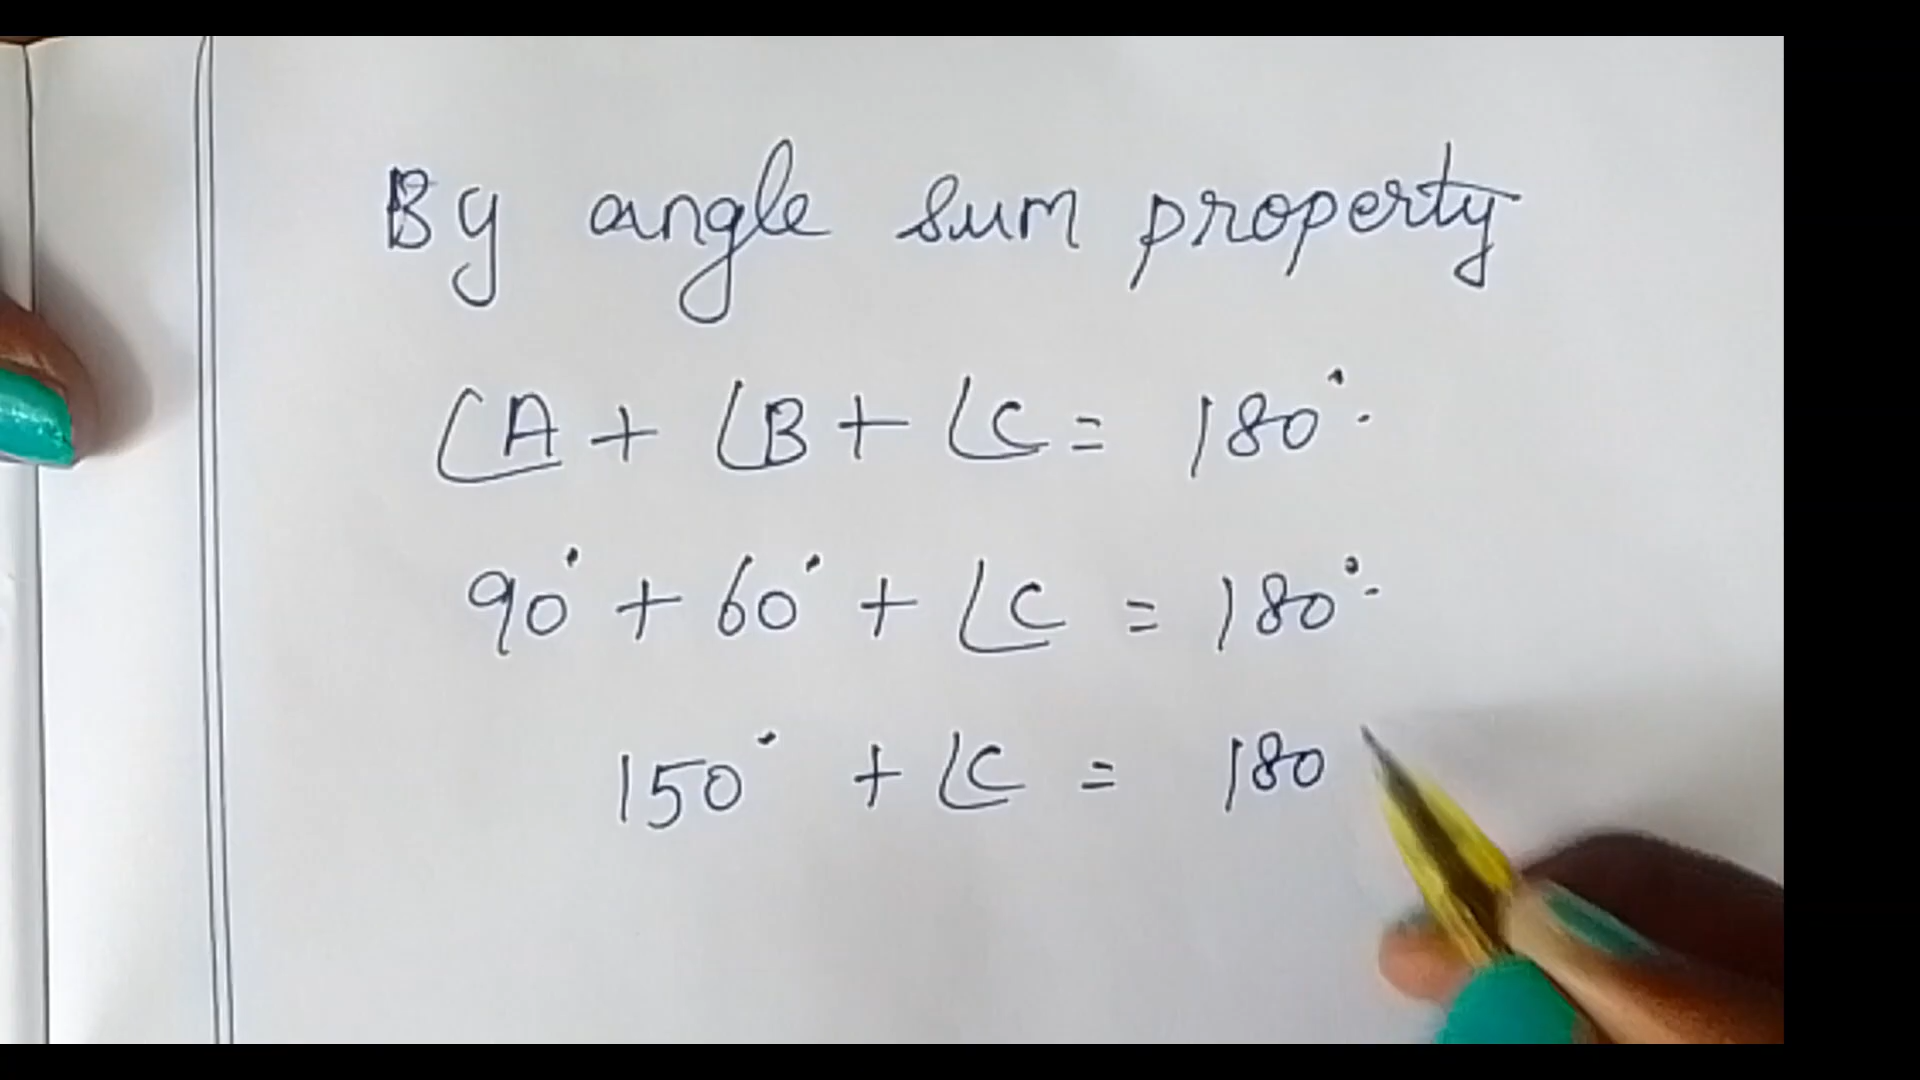 By angle sum property
∠A + ∠B + ∠C = 180°.
90° + 60° + ∠C = 180°.
150° + ∠C = 180